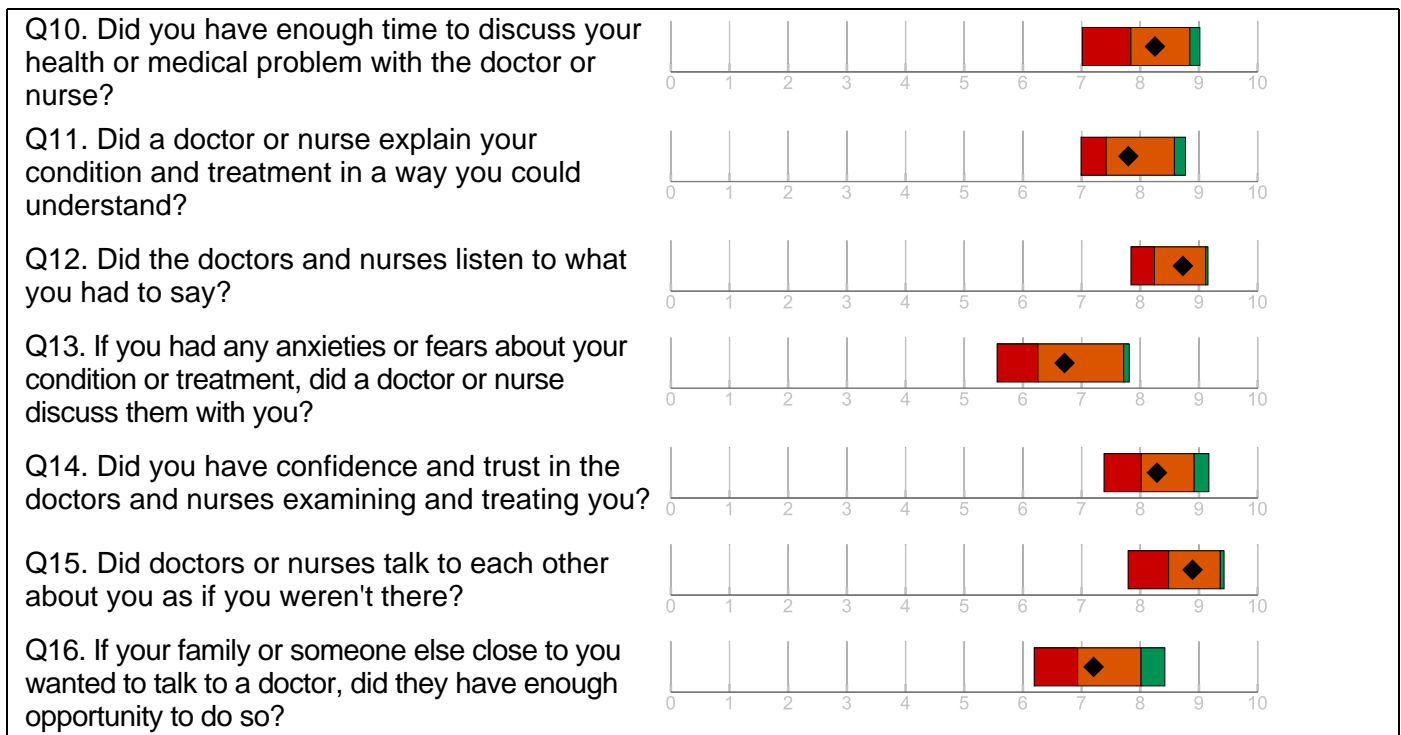 Q10. Did you have enough time to discuss your
health or medical problem with the doctor or
nurse?
0 1 2 3 4 5 6 7 8 9 10
Q11. Did a doctor or nurse explain your
condition and treatment in a way you could
understand?
0 1 2 3 4 5 6 7 8 9 10
Q12. Did the doctors and nurses listen to what
you had to say?
0 1 2 3 4 5 6 7 8 9 10
Q13. If you had any anxieties or fears about your
condition or treatment, did a doctor or nurse
discuss them with you?
0 1 2 3 4 5 6 7 8 9 10
Q14. Did you have confidence and trust in the
doctors and nurses examining and treating you?
0 1 2 3 4 5 6 7 8 9 10
Q15. Did doctors or nurses talk to each other
about you as if you weren't there?
0 1 2 3 4 5 6 7 8 9 10
Q16. If your family or someone else close to you
wanted to talk to a doctor, did they have enough
opportunity to do so?
0 1 2 3 4 5 6 7 8 9 10